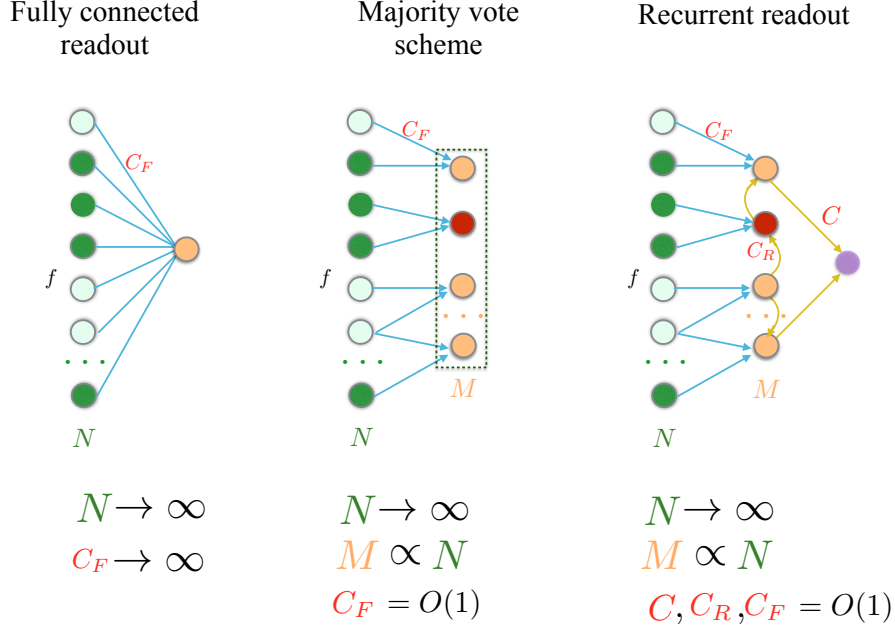 Fully connected
readout
C_F
f
. . .
N
N → ∞
C_F → ∞
Majority vote
scheme
C_F
f
. . .
. . .
M
N
N → ∞
M ∝ N
C_F = O(1)
Recurrent readout
C_F
C
C_R
f
. . .
. . .
M
N
N → ∞
M ∝ N
C, C_R, C_F = O(1)